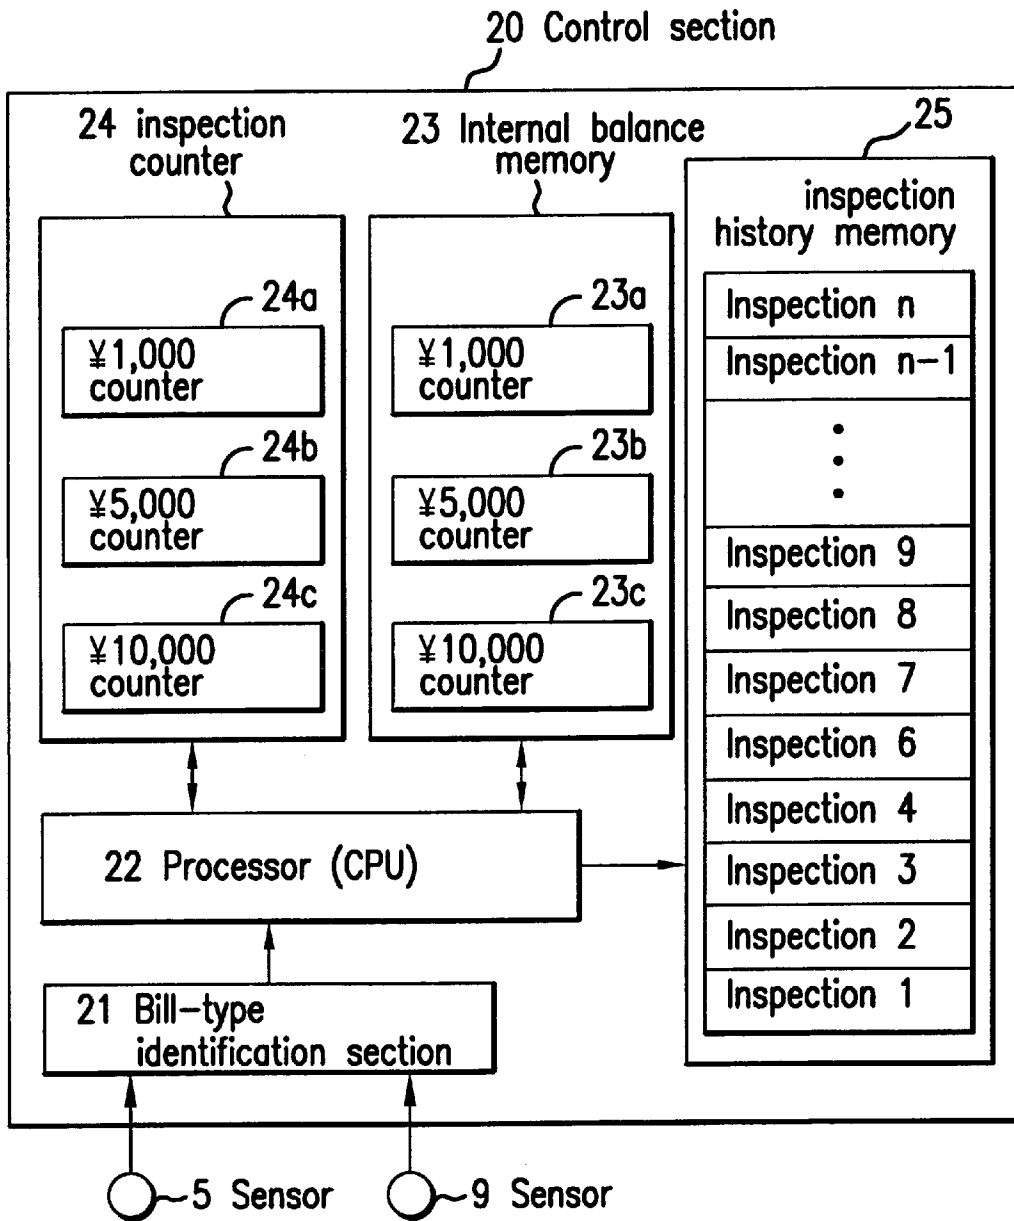 20 Control section
24 inspection
counter
23 Internal balance
memory
25
inspection
history memory
24a
¥1,000
counter
24b
¥5,000
counter
24c
¥10,000
counter
23a
¥1,000
counter
23b
¥5,000
counter
23c
¥10,000
counter
Inspection n
Inspection n-1
Inspection 9
Inspection 8
Inspection 7
Inspection 6
Inspection 4
Inspection 3
Inspection 2
Inspection 1
22 Processor (CPU)
21 Bill-type
identification section
5 Sensor
9 Sensor